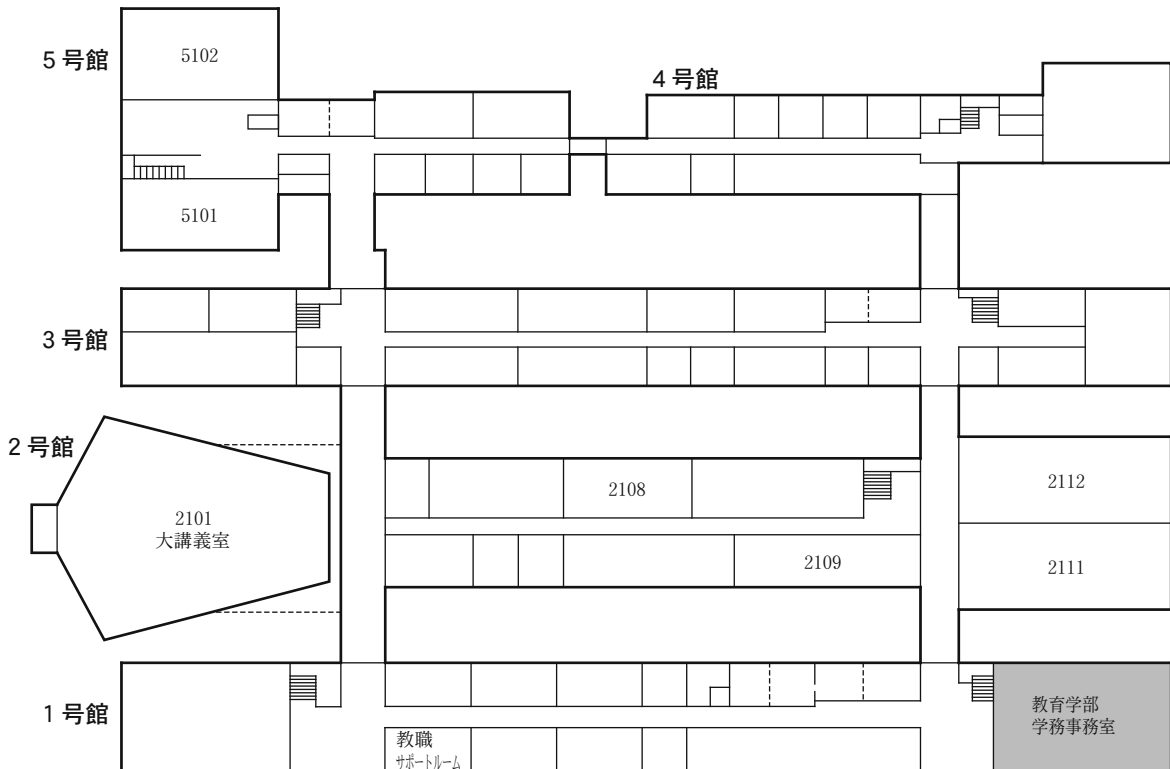 5 号館
5102
4 号館
5101
3 号館
2 号館
2101
大講義室
2108
2112
2109
2111
1 号館
教育学部
学務事務室
教職
サポートルーム